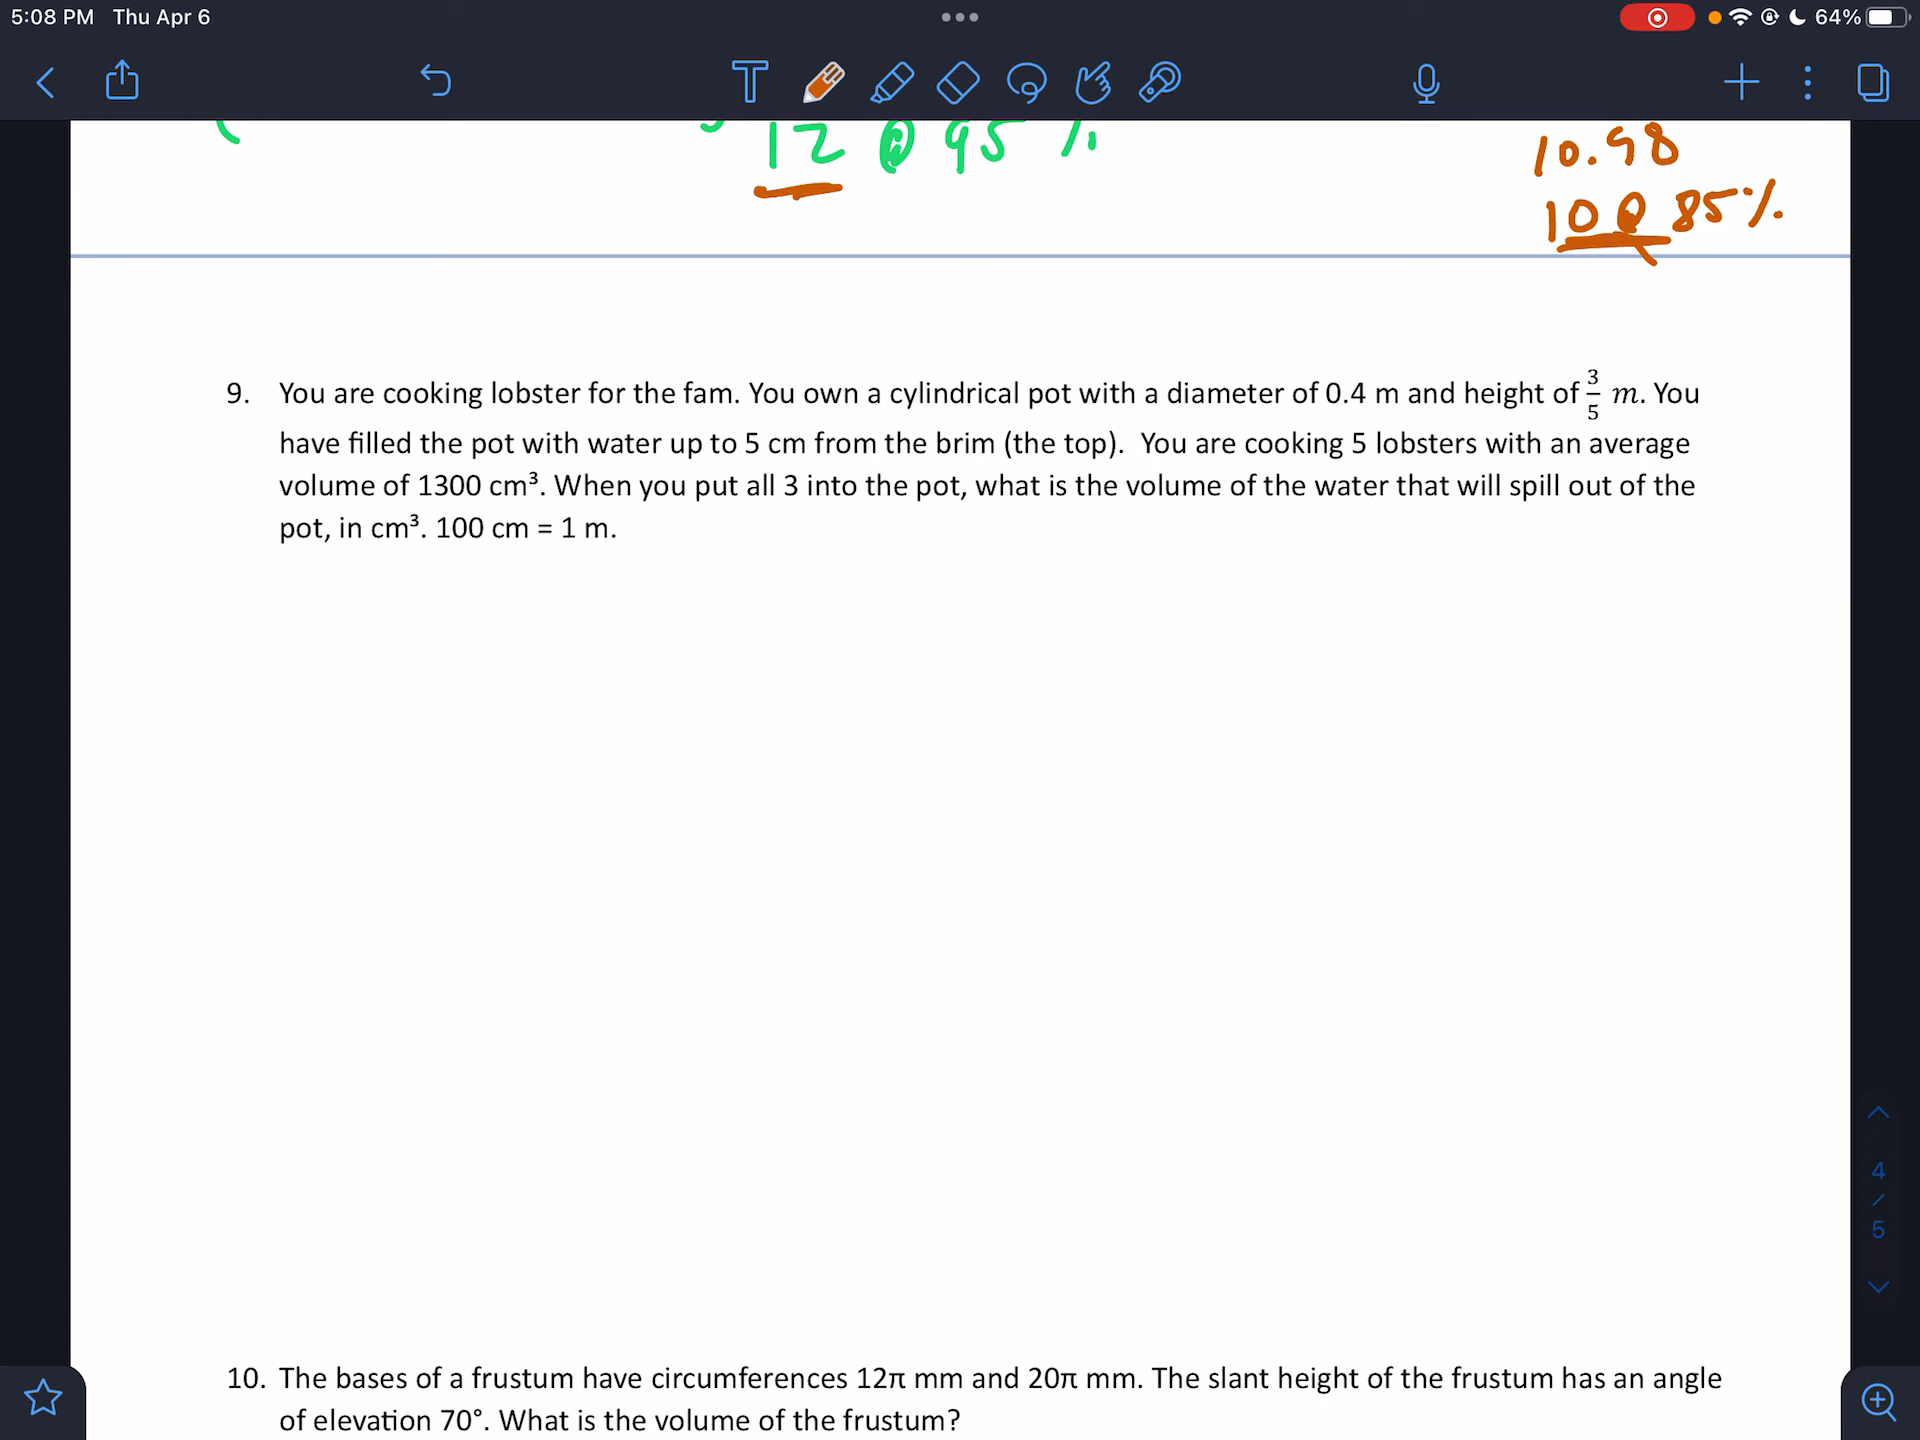 5:08 PM Thu Apr 6
64%
12 @ 95 %
10.98
10 @ 85%
9. You are cooking lobster for the fam. You own a cylindrical pot with a diameter of 0.4 m and height of 3/5 m. You
have filled the pot with water up to 5 cm from the brim (the top). You are cooking 5 lobsters with an average
volume of 1300 cm³. When you put all 3 into the pot, what is the volume of the water that will spill out of the
pot, in cm³. 100 cm = 1 m.
4
/
5
10. The bases of a frustum have circumferences 12π mm and 20π mm. The slant height of the frustum has an angle
of elevation 70°. What is the volume of the frustum?